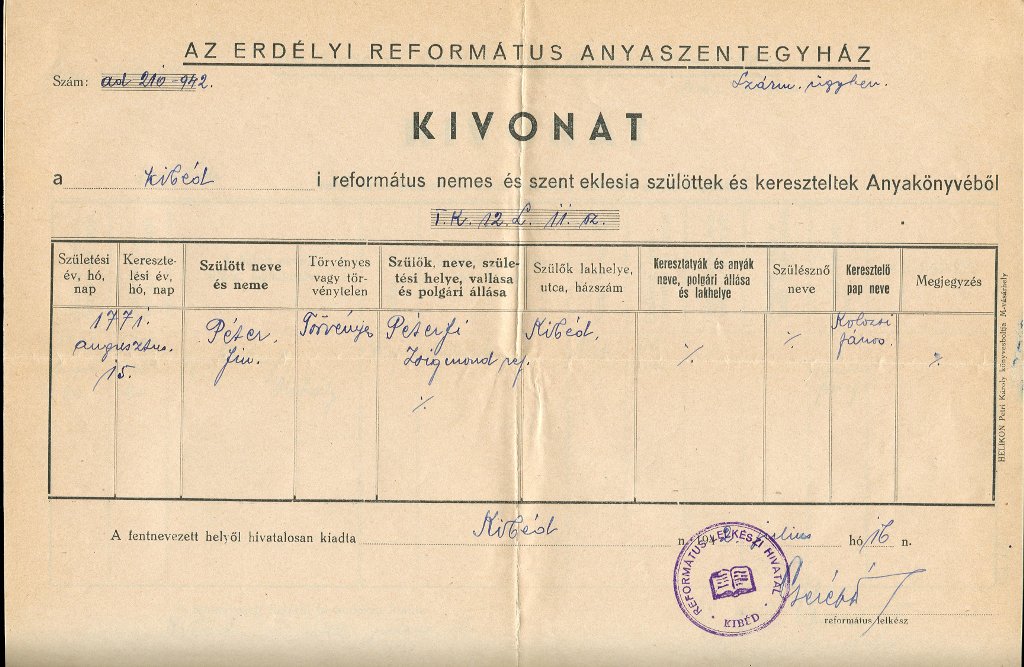 AZ ERDÉLYI REFORMÁTUS ANYASZENTEGYHÁZ
Szám: ad 210-942.
Szárm. ügyben.
KIVONAT
a Kibéd i református nemes és szent eklesia szülöttek és kereszteltek Anyakönyvéből
I. K. 12. L. 11. sz.
Születési év, hó, nap
Keresztelési év, hó, nap
Szülött neve és neme
Törvényes vagy törvénytelen
Szülők, neve, születési helye, vallása és polgári állása
Szülők lakhelye, utca, házszám
Keresztatyák és anyák neve, polgári állása és lakhelye
Szülésznő neve
Keresztelő pap neve
Megjegyzés
1771. augusztus. 15.
Péter. fiu.
Törvényes
Péterfi Zsigmond ref. ٪
Kibéd.
٪
٪
Kolozsi János.
٪
HELIKON Petri Károly könyvesboltja M-vásárhely
A fentnevezett helyől hivatalosan kiadta Kibéd n. 1942. julius hó 16 n.
REFORMÁTUS LELKÉSZI HIVATAL
KIBÉD
református lelkész